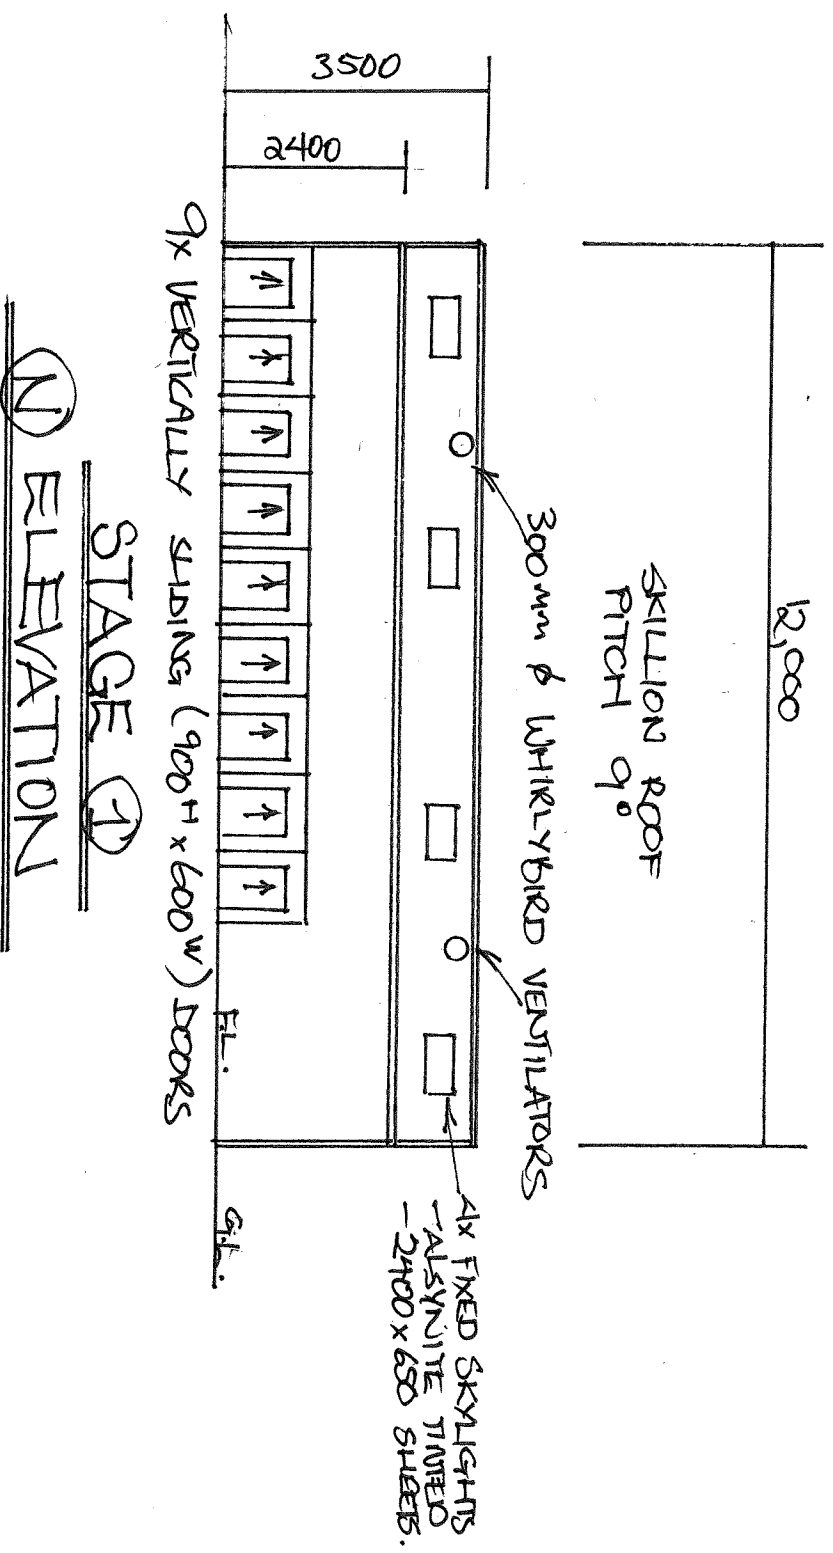 12,000
SKILLION ROOF
PITCH 9°
300mm ϕ WHIRLYBIRD VENTILATORS
3500
2400
4x FIXED SKYLIGHTS
- ALSYNITE TINTED
- 2400 x 650 SHEETS.
F.L.
G.L.
9x VERTICALLY SLIDING (900H x 600W) DOORS
STAGE 1
N ELEVATION